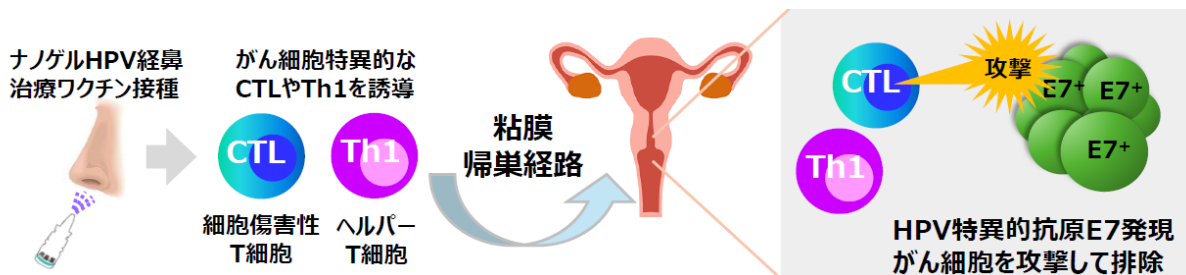 ナノゲルHPV経鼻
治療ワクチン接種
がん細胞特異的な
CTLやTh1を誘導
CTL
Th1
細胞傷害性
T細胞
ヘルパー
T細胞
粘膜
帰巣経路
CTL
攻撃
Th1
E7⁺
E7⁺
E7⁺
E7⁺
HPV特異的抗原E7発現
がん細胞を攻撃して排除